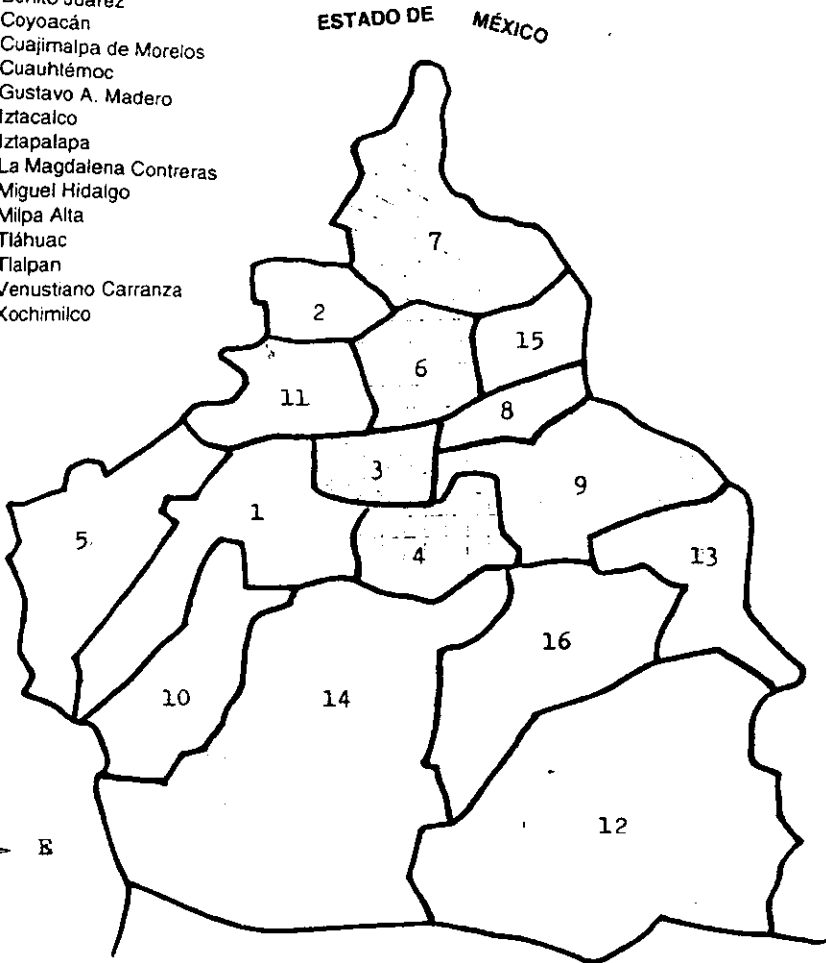 Benito Juárez
Coyoacán
Cuajimalpa de Morelos
Cuauhtémoc
Gustavo A. Madero
Iztacalco
Iztapalapa
La Magdalena Contreras
Miguel Hidalgo
Milpa Alta
Tláhuac
Tlalpan
Venustiano Carranza
Xochimilco
ESTADO DE MÉXICO
7
2
15
6
11
8
3
9
1
5
4
13
16
10
14
12
E